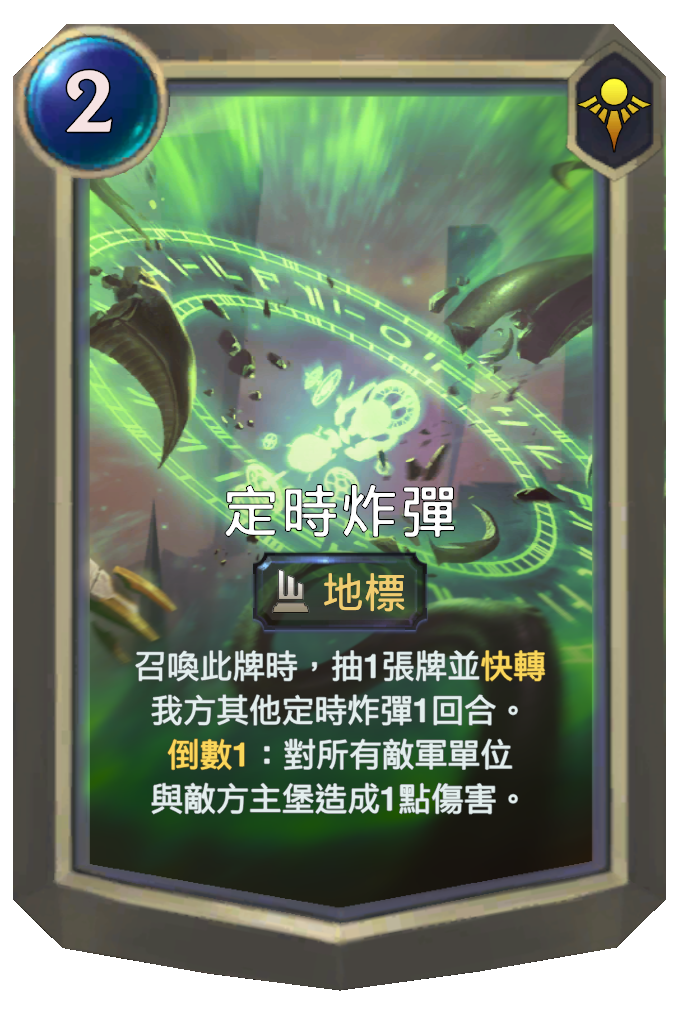 2
定時炸彈
地標
召喚此牌時，抽1張牌並快轉
我方其他定時炸彈1回合。
倒數1：對所有敵軍單位
與敵方主堡造成1點傷害。